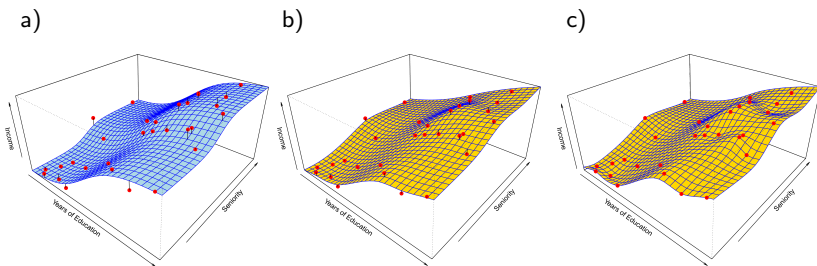 a)
b)
c)
Income
Years of Education
Seniority
Income
Years of Education
Seniority
Income
Years of Education
Seniority